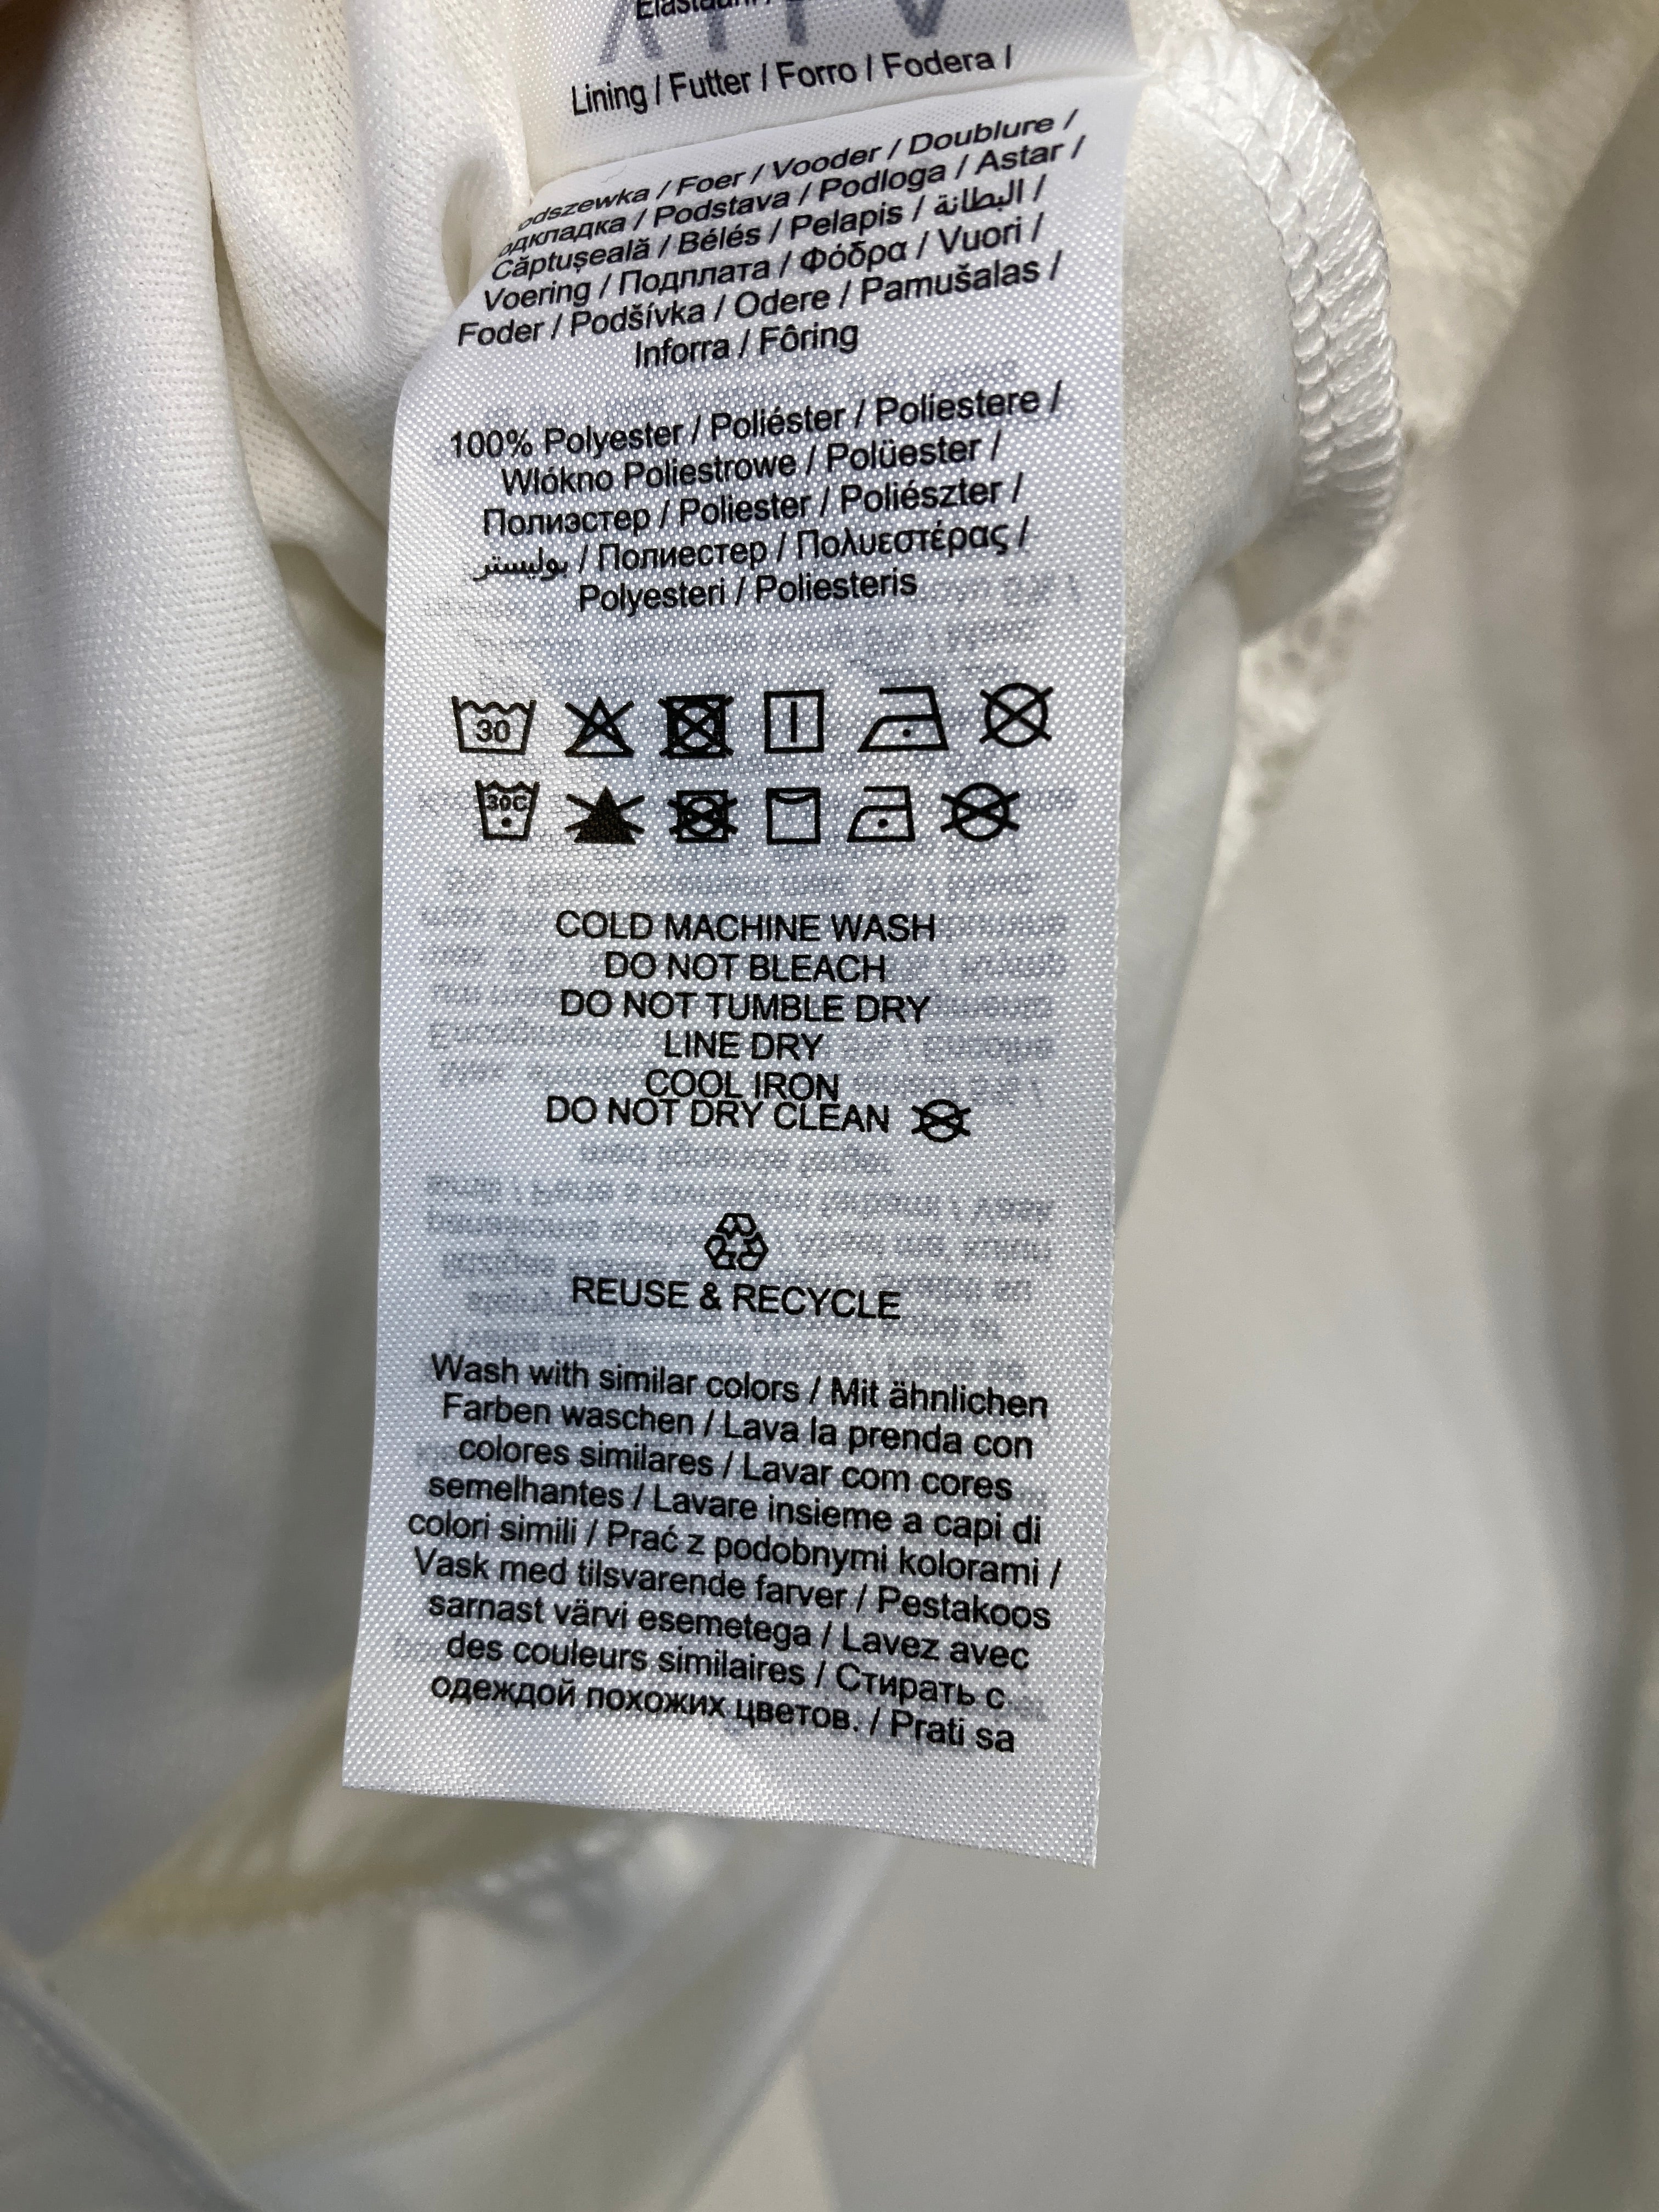 Lining / Futter / Forro / Fodera /
/ Foer / Vooder / Doublure /
/ Podstava / Podloga / Astar /
Căptușeală / Bélés / Pelapis / البطانة /
Voering / Подплата / Φόδρα / Vuori /
Foder / Podšívka / Odere / Pamušalas /
Inforra / Fôring
100% Polyester / Poliéster / Poliestere /
Włókno Poliestrowe / Polüester /
Полиэстер / Poliester / Poliészter /
بوليستر / Полиестер / Πολυεστέρας /
Polyesteri / Poliesteris
30
30C
COLD MACHINE WASH
DO NOT BLEACH
DO NOT TUMBLE DRY
LINE DRY
COOL IRON
DO NOT DRY CLEAN
REUSE & RECYCLE
Wash with similar colors / Mit ähnlichen
Farben waschen / Lava la prenda con
colores similares / Lavar com cores
semelhantes / Lavare insieme a capi di
colori simili / Prać z podobnymi kolorami /
Vask med tilsvarende farver / Pestakoos
sarnast värvi esemetega / Lavez avec
des couleurs similaires / Стирать с
одеждой похожих цветов. / Prati sa